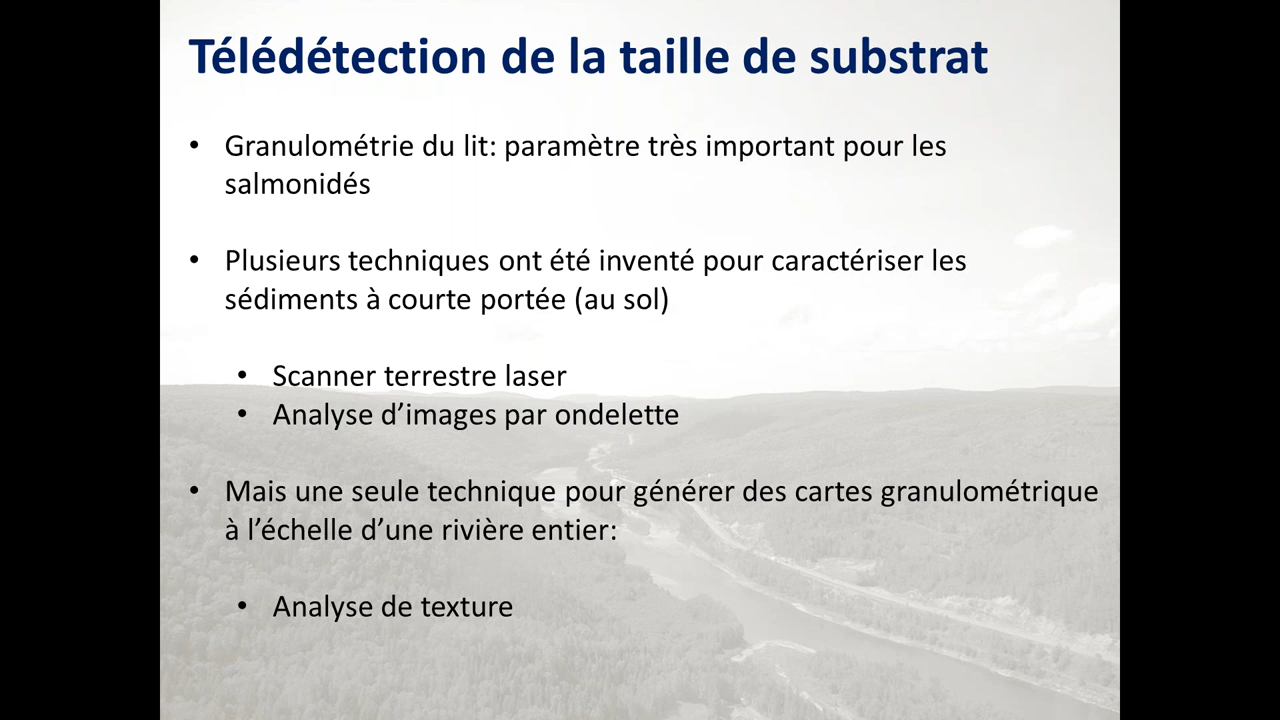 Télédétection de la taille de substrat
• Granulométrie du lit: paramètre très important pour les
salmonidés
• Plusieurs techniques ont été inventé pour caractériser les
sédiments à courte portée (au sol)
• Scanner terrestre laser
• Analyse d’images par ondelette
• Mais une seule technique pour générer des cartes granulométrique
à l’échelle d’une rivière entier:
• Analyse de texture